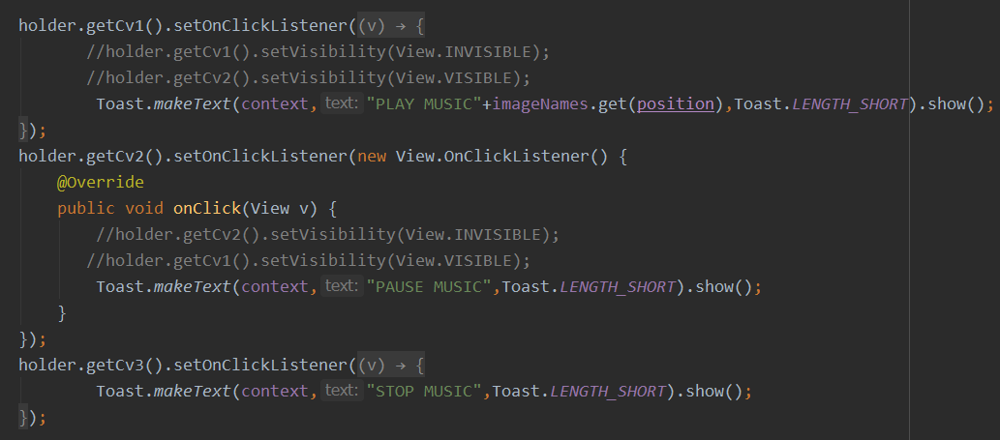 holder.getCv1().setOnClickListener((v) → {
//holder.getCv1().setVisibility(View.INVISIBLE);
//holder.getCv2().setVisibility(View.VISIBLE);
Toast.makeText(context, text: "PLAY MUSIC"+imageNames.get(position),Toast.LENGTH_SHORT).show();
});
holder.getCv2().setOnClickListener(new View.OnClickListener() {
@Override
public void onClick(View v) {
//holder.getCv2().setVisibility(View.INVISIBLE);
//holder.getCv1().setVisibility(View.VISIBLE);
Toast.makeText(context, text: "PAUSE MUSIC",Toast.LENGTH_SHORT).show();
}
});
holder.getCv3().setOnClickListener((v) → {
Toast.makeText(context, text: "STOP MUSIC",Toast.LENGTH_SHORT).show();
});